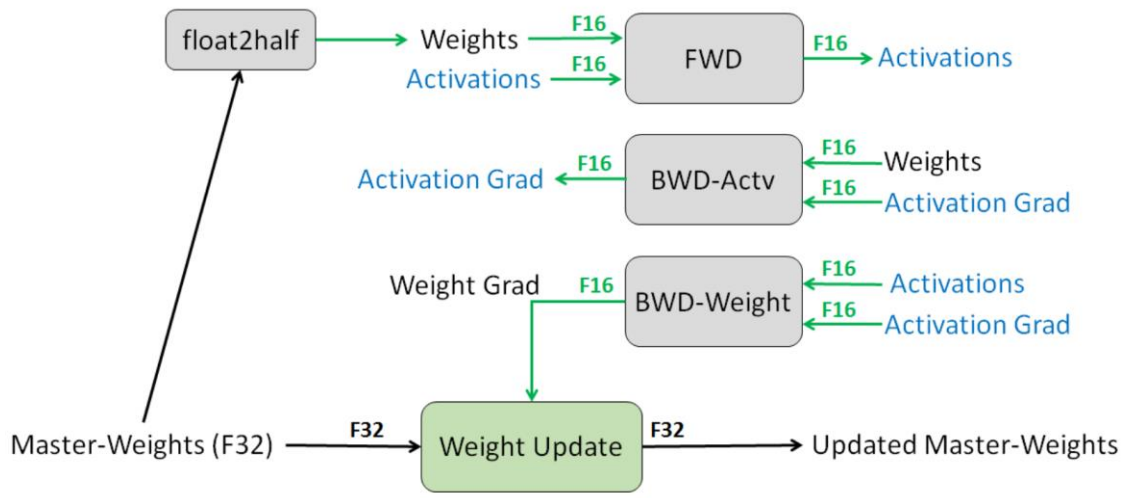 float2half
Weights
F16
Activations
F16
FWD
F16
Activations
Activation Grad
F16
BWD-Actv
F16
Weights
F16
Activation Grad
Weight Grad
F16
BWD-Weight
F16
Activations
F16
Activation Grad
Master-Weights (F32)
F32
Weight Update
F32
Updated Master-Weights